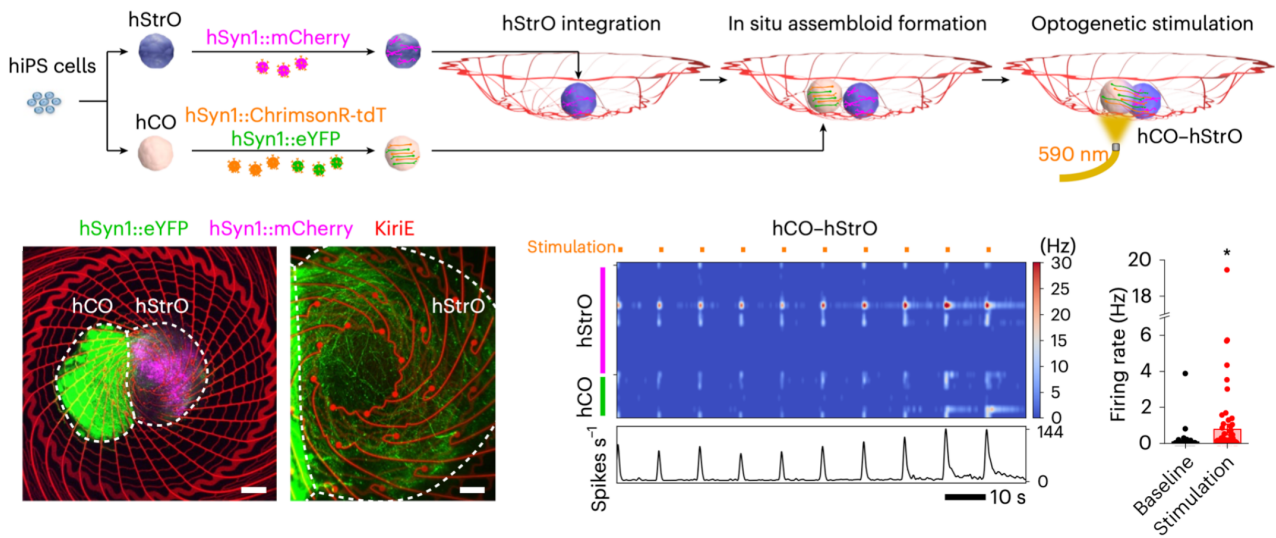 hStrO
hSyn1::mCherry
hStrO integration
In situ assembloid formation
Optogenetic stimulation
hiPS cells
hCO
hSyn1::ChrimsonR-tdT
hSyn1::eYFP
hCO–hStrO
590 nm
hSyn1::eYFP hSyn1::mCherry KiriE
hCO hStrO
hStrO
hCO–hStrO
Stimulation
(Hz)
30
25
20
15
10
5
0
hStrO
hCO
Spikes s⁻¹
144
0
10 s
Firing rate (Hz)
20
18
6
4
2
0
*
Baseline
Stimulation